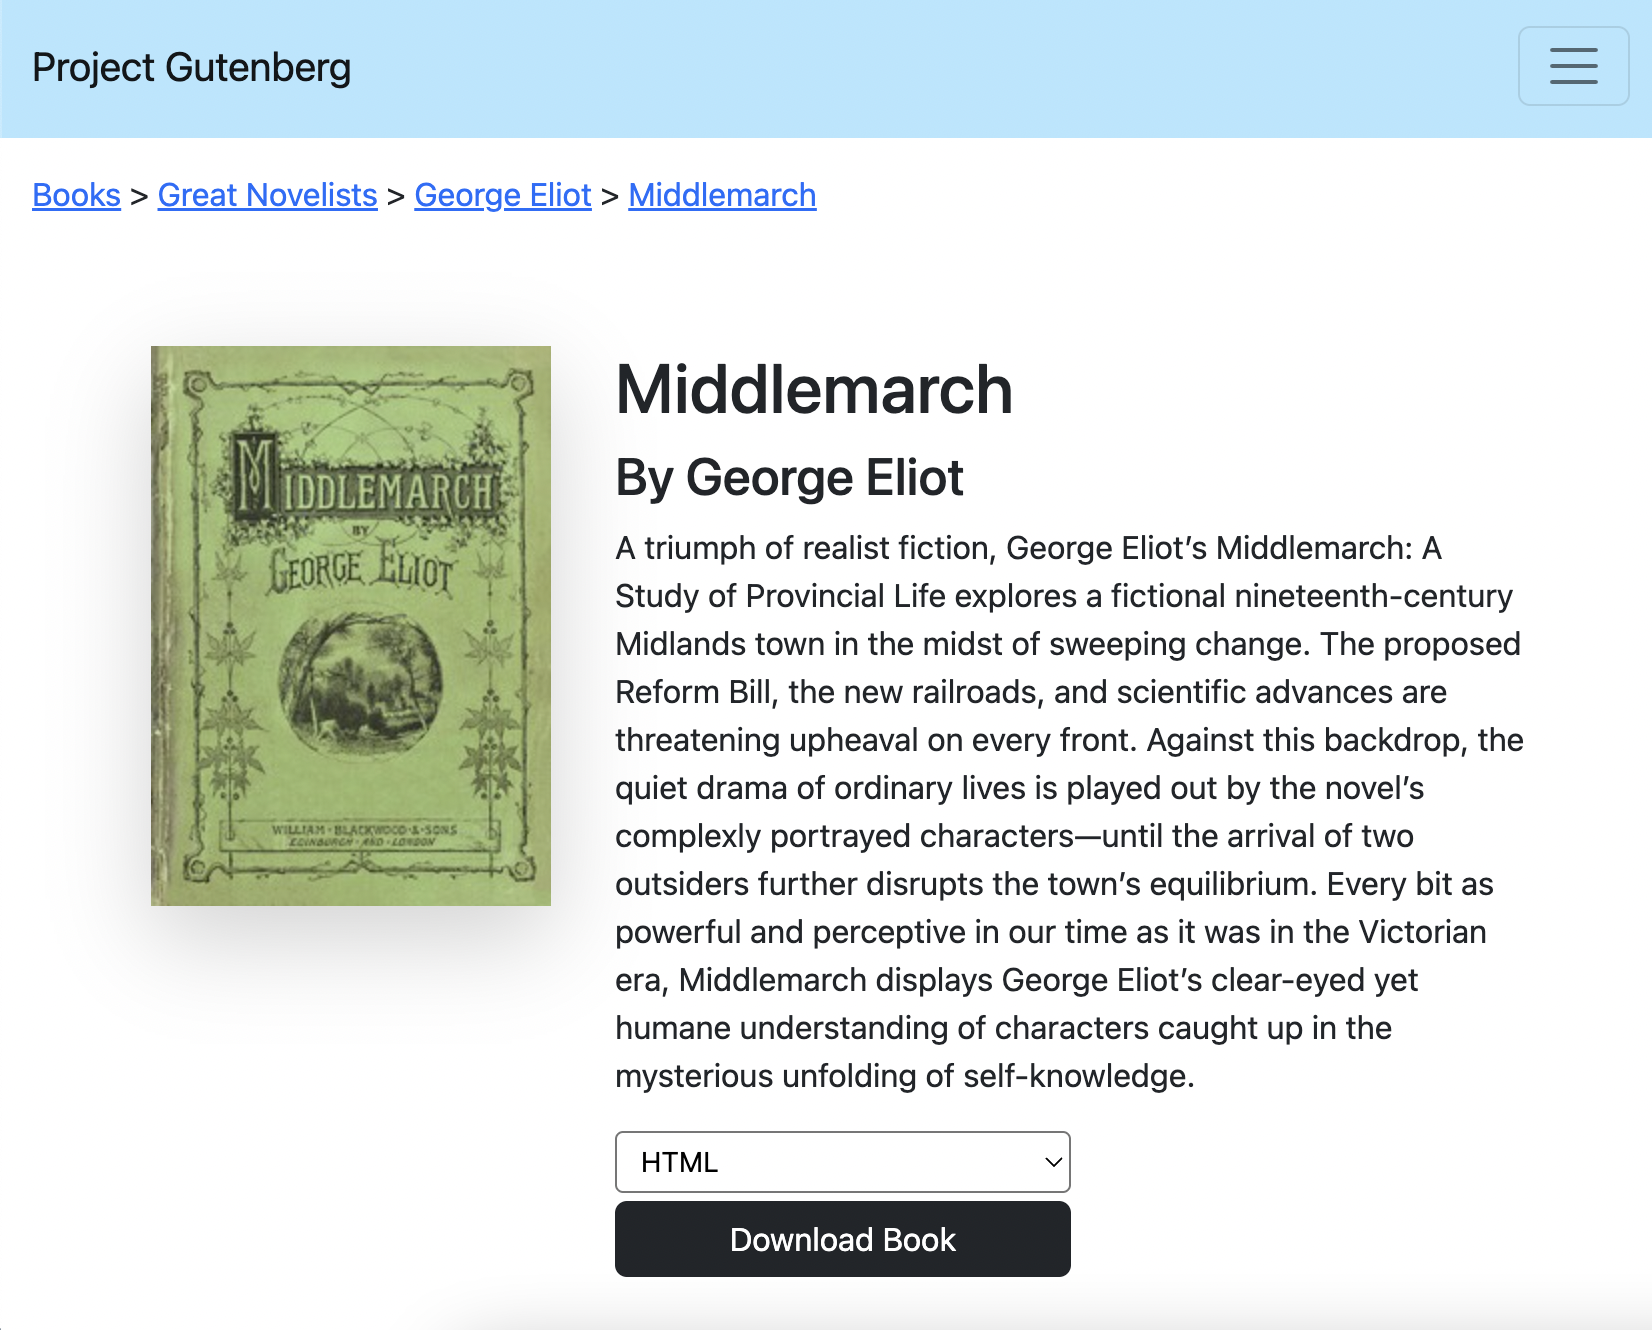 Project Gutenberg
Books > Great Novelists > George Eliot > Middlemarch
MIDDLEMARCH
BY
GEORGE ELIOT
WILLIAM · BLACKWOOD · & · SONS
EDINBURGH · AND · LONDON
Middlemarch
By George Eliot
A triumph of realist fiction, George Eliot’s Middlemarch: A
Study of Provincial Life explores a fictional nineteenth-century
Midlands town in the midst of sweeping change. The proposed
Reform Bill, the new railroads, and scientific advances are
threatening upheaval on every front. Against this backdrop, the
quiet drama of ordinary lives is played out by the novel’s
complexly portrayed characters—until the arrival of two
outsiders further disrupts the town’s equilibrium. Every bit as
powerful and perceptive in our time as it was in the Victorian
era, Middlemarch displays George Eliot’s clear-eyed yet
humane understanding of characters caught up in the
mysterious unfolding of self-knowledge.
HTML
Download Book